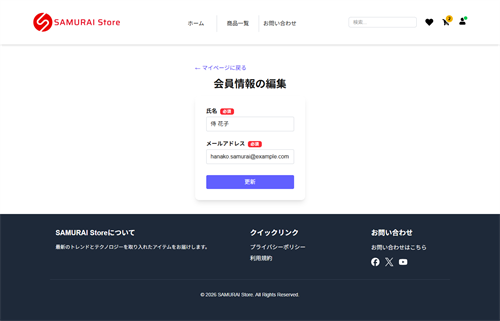 SAMURAI Store
ホーム
商品一覧
お問い合わせ
検索...
2
← マイページに戻る
会員情報の編集
氏名 必須
侍 花子
メールアドレス 必須
hanako.samurai@example.com
更新
SAMURAI Storeについて
最新のトレンドとテクノロジーを取り入れたアイテムをお届けします。
クイックリンク
プライバシーポリシー
利用規約
お問い合わせ
お問い合わせはこちら
© 2026 SAMURAI Store. All Rights Reserved.